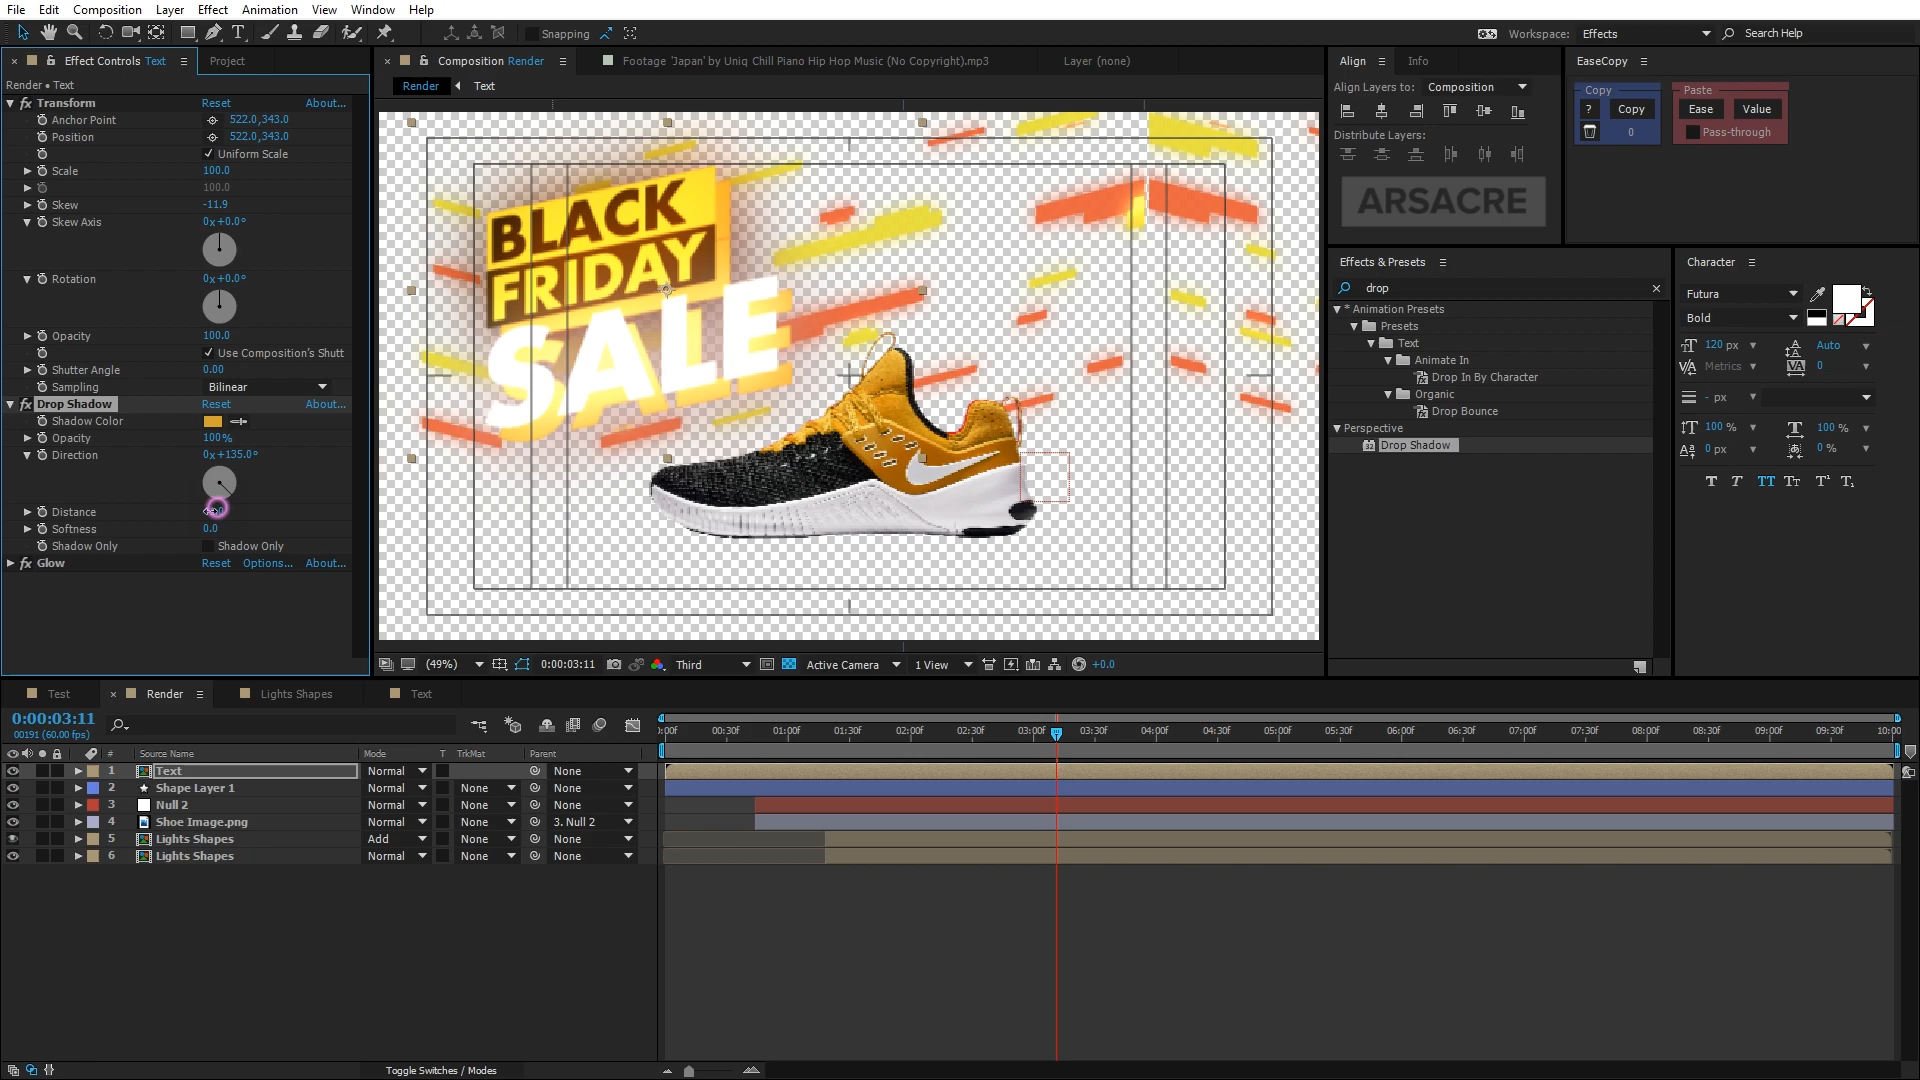 File Edit Composition Layer Effect Animation View Window Help
Snapping
Workspace: Effects
Search Help
Effect Controls Text
Project
Render • Text
Transform Reset About...
Anchor Point 522.0,343.0
Position 522.0,343.0
Uniform Scale
Scale 100.0
100.0
Skew -11.9
Skew Axis 0x+0.0°
Rotation 0x+0.0°
Opacity 100.0
Use Composition's Shutt
Shutter Angle 0.00
Sampling Bilinear
Drop Shadow Reset About...
Shadow Color
Opacity 100%
Direction 0x+135.0°
Distance
Softness 0.0
Shadow Only Shadow Only
Glow Reset Options... About...
Composition Render
Footage 'Japan' by Uniq Chill Piano Hip Hop Music (No Copyright).mp3
Layer (none)
Render Text
BLACK
FRIDAY
SALE
(49%) 0:00:03:11 Third Active Camera 1 View +0.0
Align Info
Align Layers to: Composition
Distribute Layers:
ARSACRE
EaseCopy
Copy Paste
? Copy Ease Value
0 Pass-through
Effects & Presets
drop
* Animation Presets
Presets
Text
Animate In
Drop In By Character
Organic
Drop Bounce
Perspective
Drop Shadow
Character
Futura
Bold
120 px Auto
Metrics 0
- px
100 % 100 %
0 px 0 %
T T TT Tт T¹ T₁
Test Render Lights Shapes Text
0:00:03:11
00191 (60.00 fps)
# Source Name Mode T TrkMat Parent
1 Text Normal None
2 Shape Layer 1 Normal None None
3 Null 2 Normal None None
4 Shoe Image.png Normal None 3. Null 2
5 Lights Shapes Add None None
6 Lights Shapes Normal None None
:00f 00:30f 01:00f 01:30f 02:00f 02:30f 03:00f 03:30f 04:00f 04:30f 05:00f 05:30f 06:00f 06:30f 07:00f 07:30f 08:00f 08:30f 09:00f 09:30f 10:00
Toggle Switches / Modes